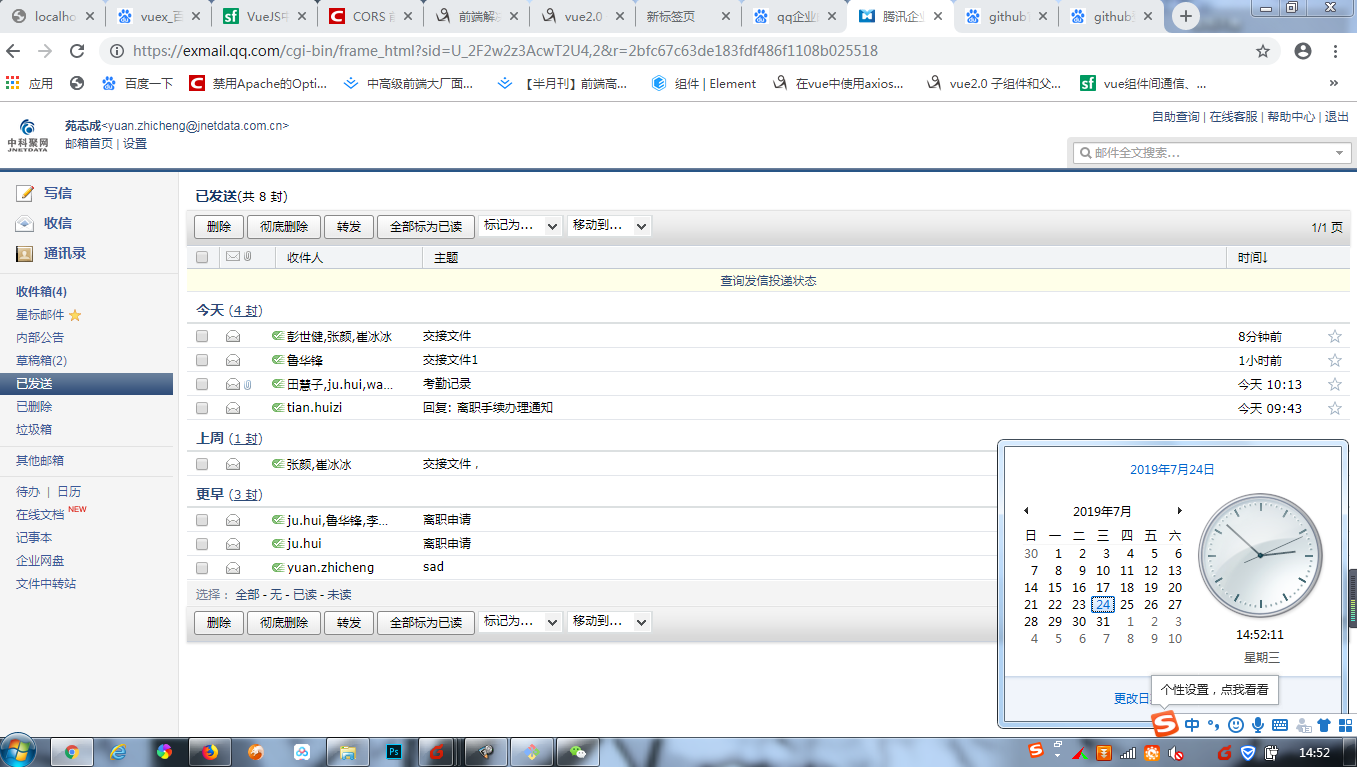 localho
vuex_百
VueJS中
CORS 首
前端解决
vue2.0
新标签页
qq企业
腾讯企业
github
github
https://exmail.qq.com/cgi-bin/frame_html?sid=U_2F2w2z3AcwT2U4,2&r=2bfc67c63de183fdf486f1108b025518
应用 百度一下 禁用Apache的Opti... 中高级前端大厂面... 【半月刊】前端高... 组件 | Element 在vue中使用axios... vue2.0 子组件和父... vue组件间通信、... »
中科聚网
JNETDATA
苑志成<yuan.zhicheng@jnetdata.com.cn>
邮箱首页 | 设置
自助查询 | 在线客服 | 帮助中心 | 退出
邮件全文搜索...
写信
收信
通讯录
收件箱(4)
星标邮件
内部公告
草稿箱(2)
已发送
已删除
垃圾箱
其他邮箱
待办 | 日历
在线文档 NEW
记事本
企业网盘
文件中转站
已发送(共 8 封)
删除 彻底删除 转发 全部标为已读 标记为... 移动到... 1/1 页
收件人 主题 时间↓
查询发信投递状态
今天 (4 封)
彭世健,张颜,崔冰冰 交接文件 8分钟前
鲁华锋 交接文件1 1小时前
田慧子,ju.hui,wa... 考勤记录 今天 10:13
tian.huizi 回复: 离职手续办理通知 今天 09:43
上周 (1 封)
张颜,崔冰冰 交接文件，
更早 (3 封)
ju.hui,鲁华锋,李... 离职申请
ju.hui 离职申请
yuan.zhicheng sad
选择： 全部 - 无 - 已读 - 未读
删除 彻底删除 转发 全部标为已读 标记为... 移动到...
2019年7月24日
2019年7月
日 一 二 三 四 五 六
30 1 2 3 4 5 6
7 8 9 10 11 12 13
14 15 16 17 18 19 20
21 22 23 24 25 26 27
28 29 30 31 1 2 3
4 5 6 7 8 9 10
14:52:11
星期三
更改日
个性设置，点我看看
中
14:52